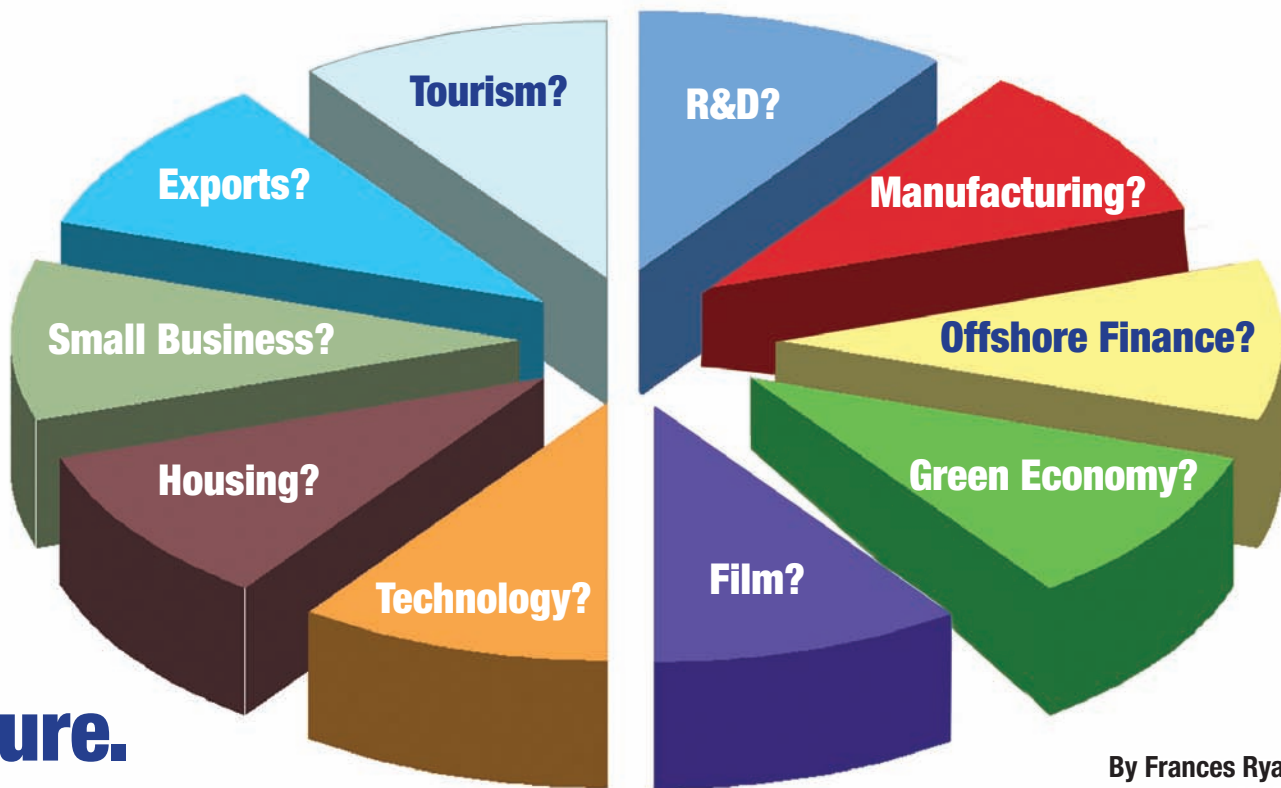 Tourism?
R&D?
Exports?
Manufacturing?
Small Business?
Offshore Finance?
Housing?
Green Economy?
Technology?
Film?
ure.
By Frances Rya